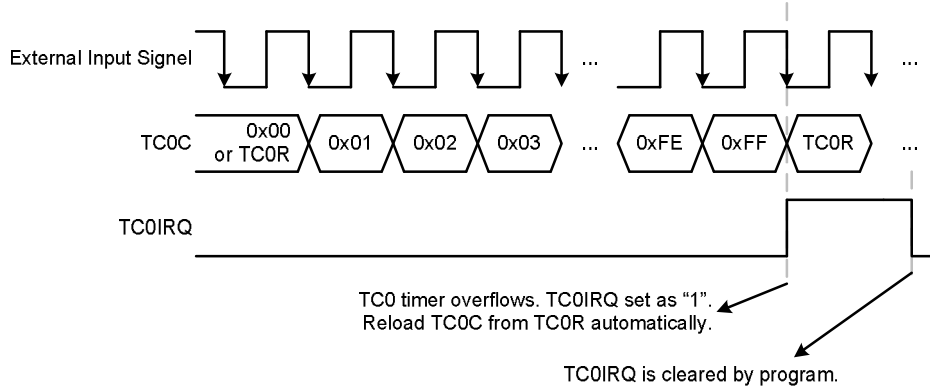 External Input Signel
...
...
TC0C
0x00
or TC0R
0x01
0x02
0x03
...
0xFE
0xFF
TC0R
...
TC0IRQ
TC0 timer overflows. TC0IRQ set as “1”.
Reload TC0C from TC0R automatically.
TC0IRQ is cleared by program.